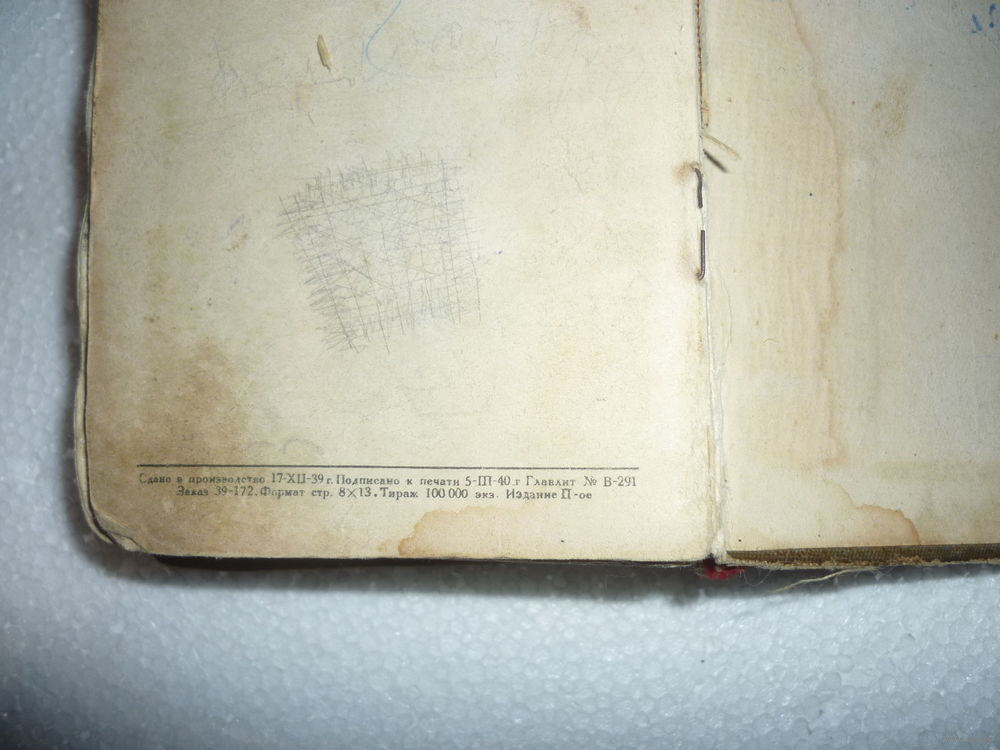 Сдано в производство 17-XII-39 г. Подписано к печати 5-III-40 г Главлит № В-291
Заказ 39-172. Формат стр. 8×13. Тираж 100 000 экз. Издание II-ое